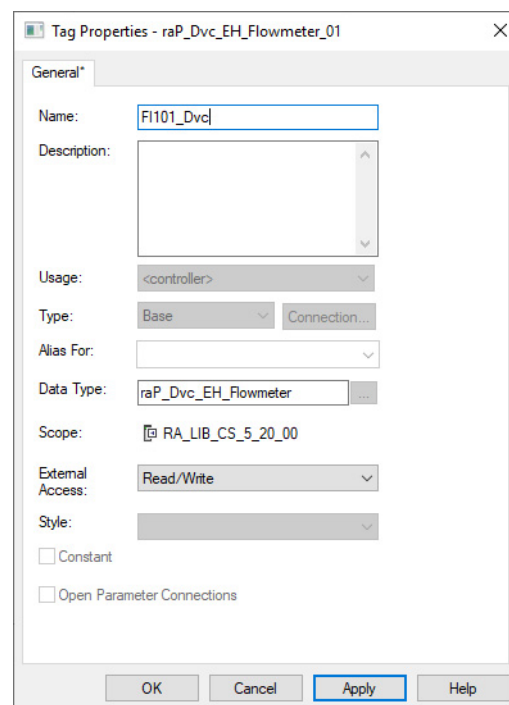 Tag Properties - raP_Dvc_EH_Flowmeter_01
General*
Name: FI101_Dvc
Description:
Usage: <controller>
Type: Base Connection...
Alias For:
Data Type: raP_Dvc_EH_Flowmeter ...
Scope: RA_LIB_CS_5_20_00
External
Access: Read/Write
Style:
Constant
Open Parameter Connections
OK Cancel Apply Help